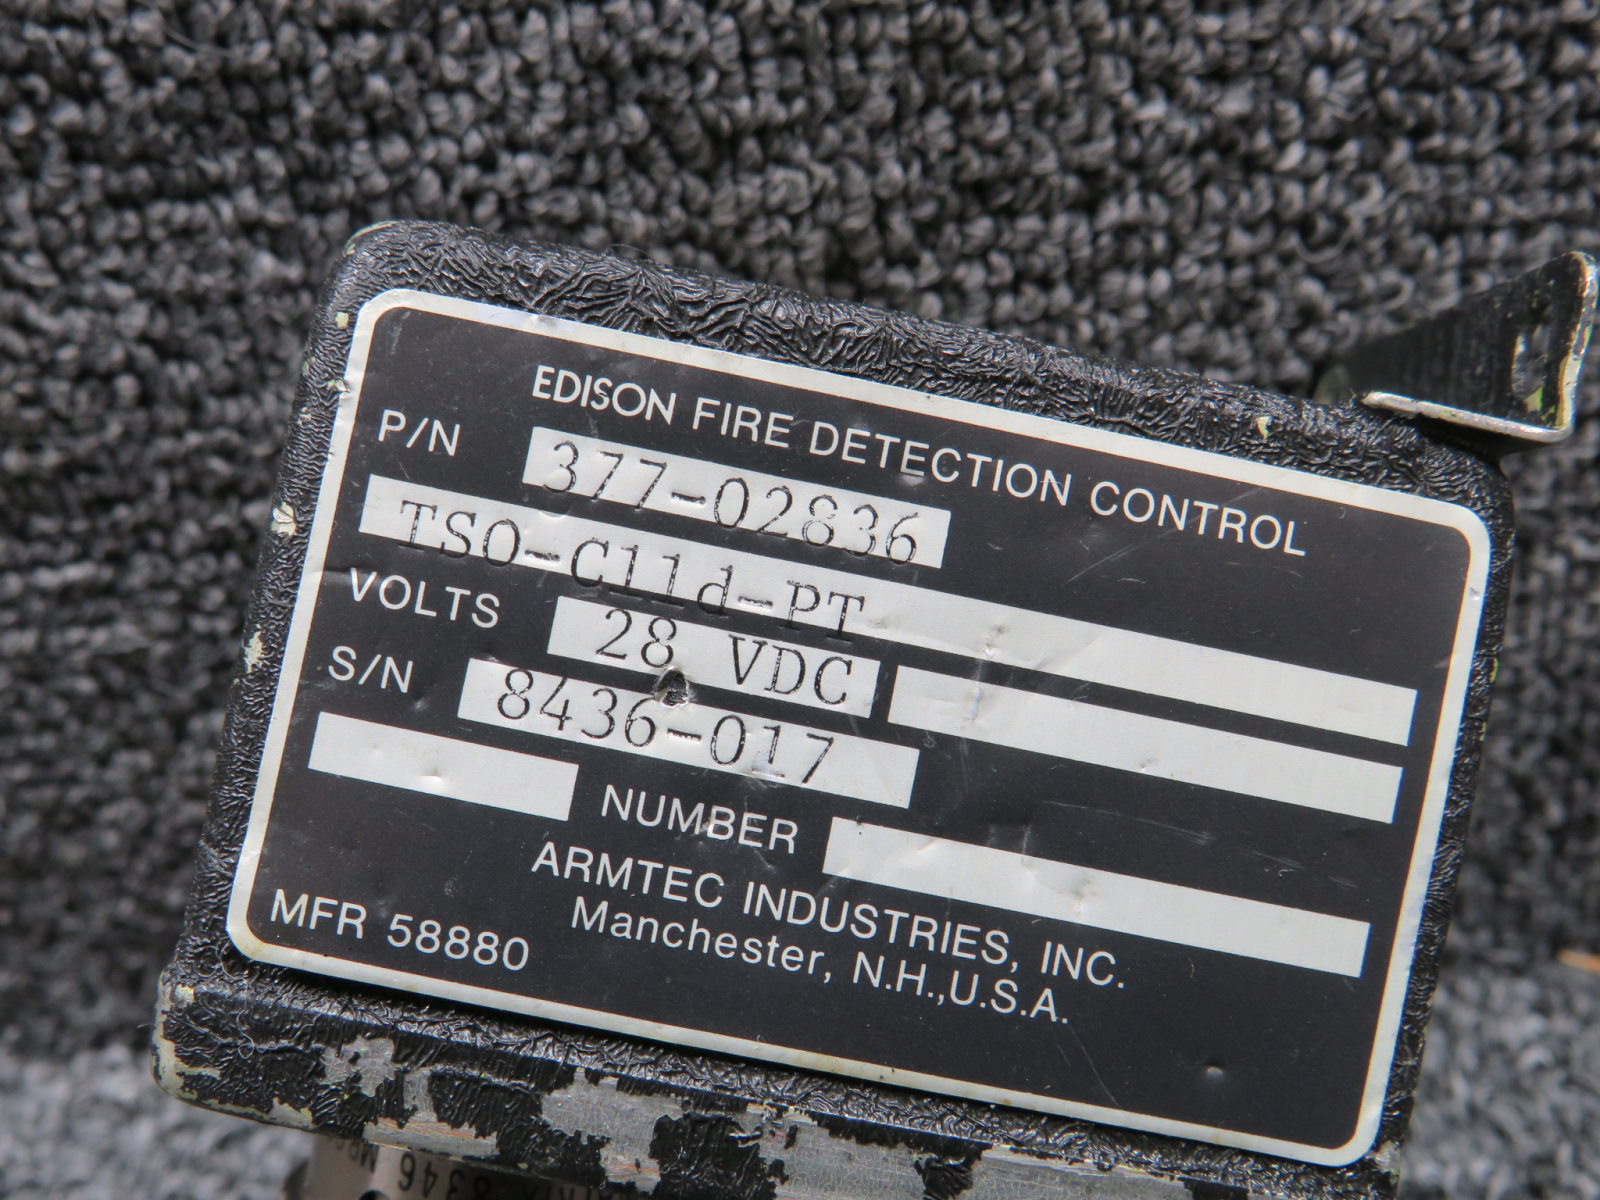 EDISON FIRE DETECTION CONTROL
P/N 377-02836
TSO-C11d-PT
VOLTS 28 VDC
S/N 8436-017
NUMBER
ARMTEC INDUSTRIES, INC.
MFR 58880 Manchester, N.H.,U.S.A.